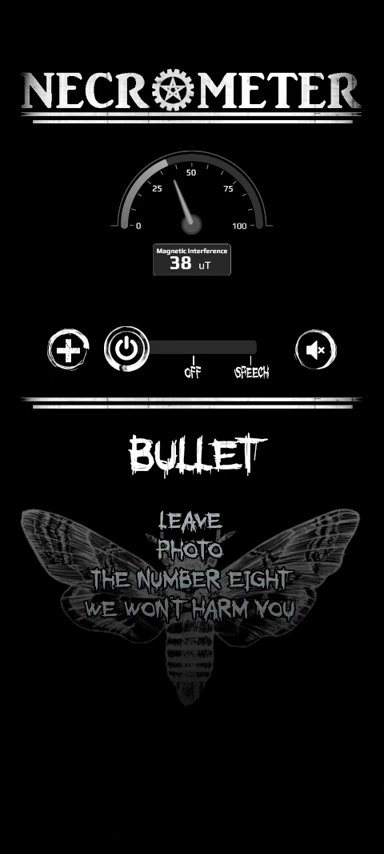 NECROMETER
50
25 75
0 100
Magnetic Interference
38 uT
OFF SPEECH
BULLET
LEAVE
PHOTO
THE NUMBER EIGHT
WE WON'T HARM YOU